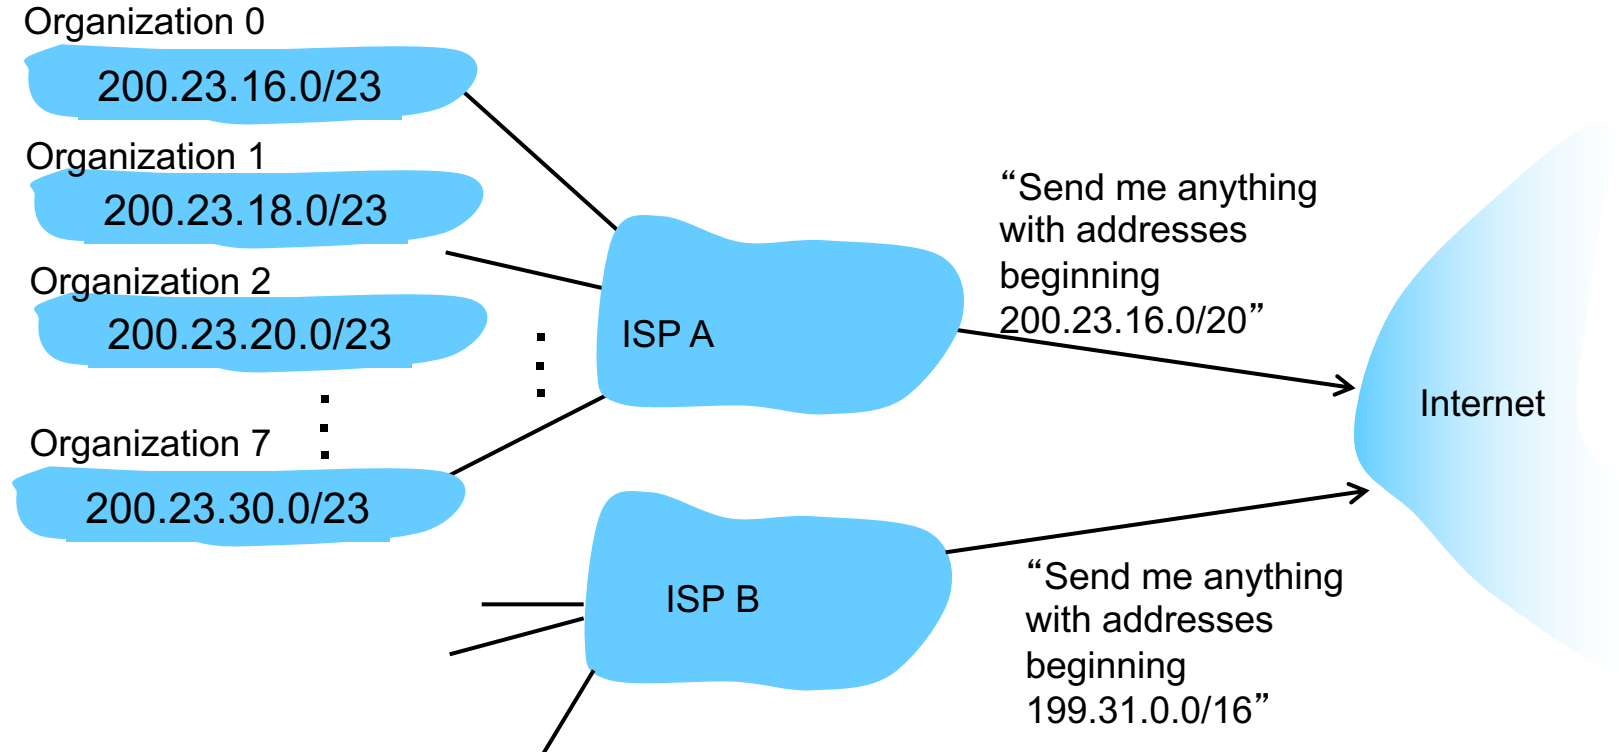 Organization 0
200.23.16.0/23
Organization 1
200.23.18.0/23
Organization 2
200.23.20.0/23
Organization 7
200.23.30.0/23
ISP A
“Send me anything
with addresses
beginning
200.23.16.0/20”
Internet
ISP B
“Send me anything
with addresses
beginning
199.31.0.0/16”